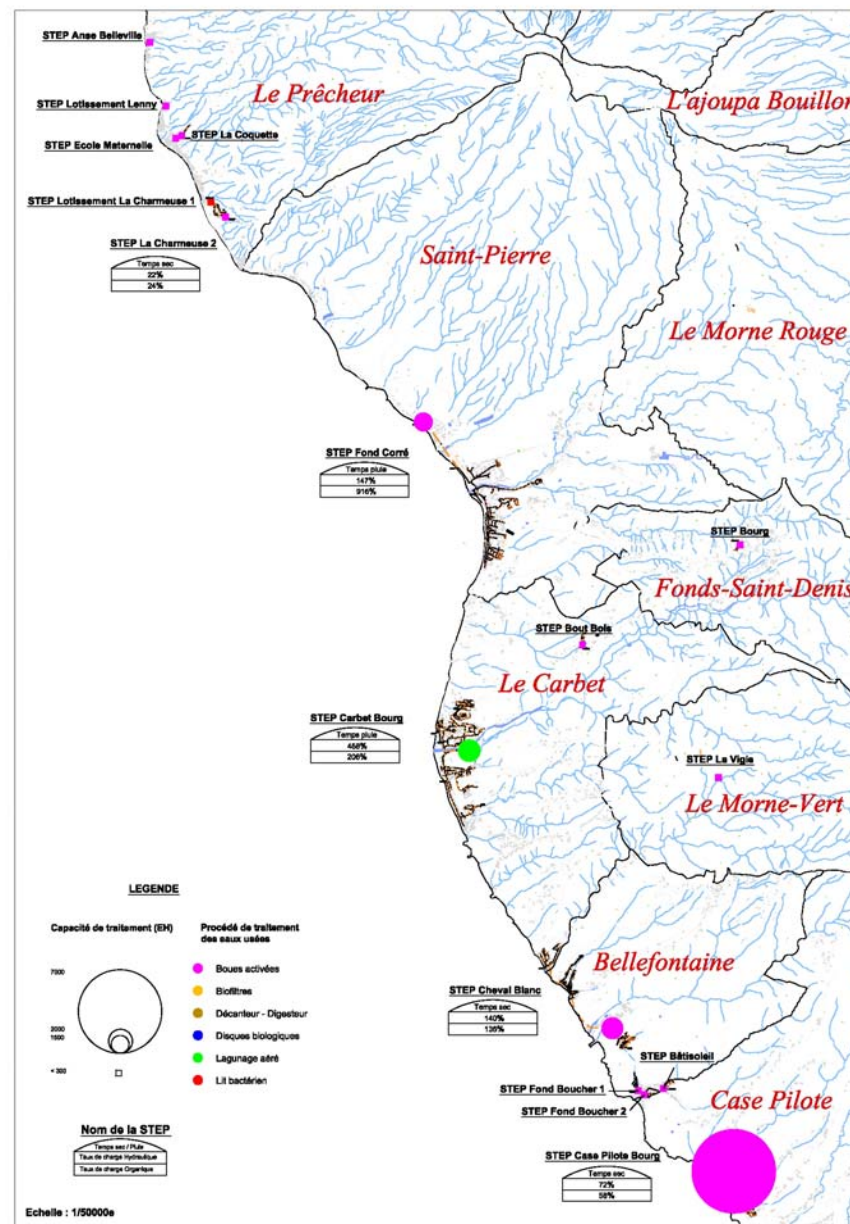 STEP Anse Belleville
Le Prêcheur
L'ajoupa Bouillon
STEP Lotissement Lenny
STEP La Coquette
STEP Ecole Maternelle
STEP Lotissement La Charmeuse 1
STEP La Charmeuse 2
Temps sec
22%
24%
Saint-Pierre
Le Morne Rouge
STEP Fond Corré
Temps pluie
147%
916%
STEP Bourg
Fonds-Saint-Denis
STEP Bout Bois
Le Carbet
STEP Carbet Bourg
Temps pluie
458%
206%
STEP La Vigie
Le Morne-Vert
LEGENDE
Capacité de traitement (EH)
7000
2000
1500
< 300
Procédé de traitement
des eaux usées
Boues activées
Biofiltres
Décanteur - Digesteur
Disques biologiques
Lagunage aéré
Lit bactérien
Bellefontaine
STEP Cheval Blanc
Temps sec
140%
136%
STEP Bâtisoleil
STEP Fond Boucher 1
STEP Fond Boucher 2
Case Pilote
Nom de la STEP
Temps sec / Pluie
Taux de charge Hydraulique
Taux de charge Organique
STEP Case Pilote Bourg
Temps sec
72%
58%
Echelle : 1/50000e